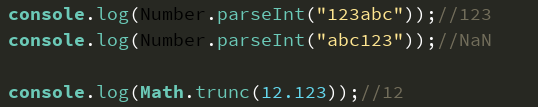 console.log(Number.parseInt("123abc"));//123
console.log(Number.parseInt("abc123"));//NaN
console.log(Math.trunc(12.123));//12